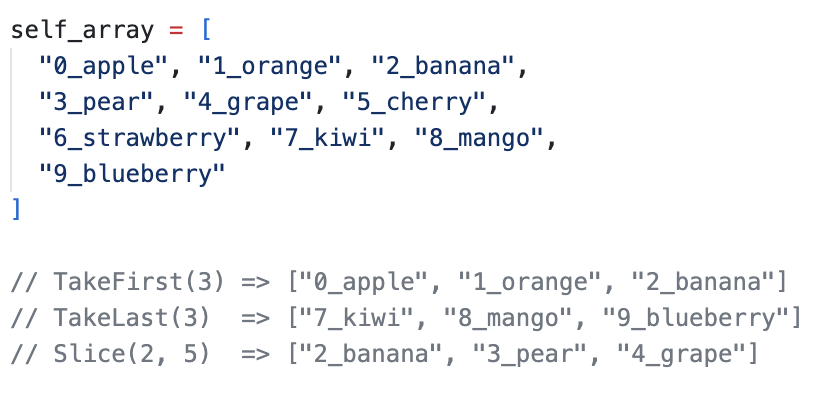 self_array = [
  "0_apple", "1_orange", "2_banana",
  "3_pear", "4_grape", "5_cherry",
  "6_strawberry", "7_kiwi", "8_mango",
  "9_blueberry"
]

// TakeFirst(3) => ["0_apple", "1_orange", "2_banana"]
// TakeLast(3)  => ["7_kiwi", "8_mango", "9_blueberry"]
// Slice(2, 5)  => ["2_banana", "3_pear", "4_grape"]